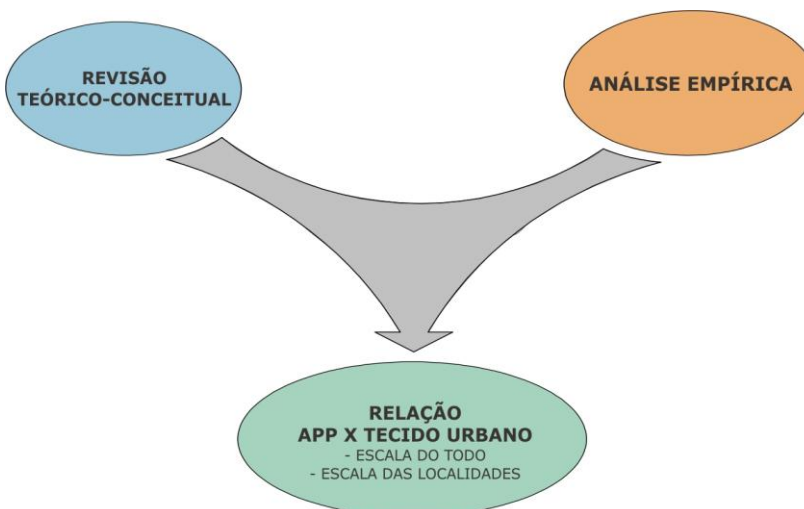 REVISÃO
TEÓRICO-CONCEITUAL
ANÁLISE EMPÍRICA
RELAÇÃO
APP X TECIDO URBANO
- ESCALA DO TODO
- ESCALA DAS LOCALIDADES